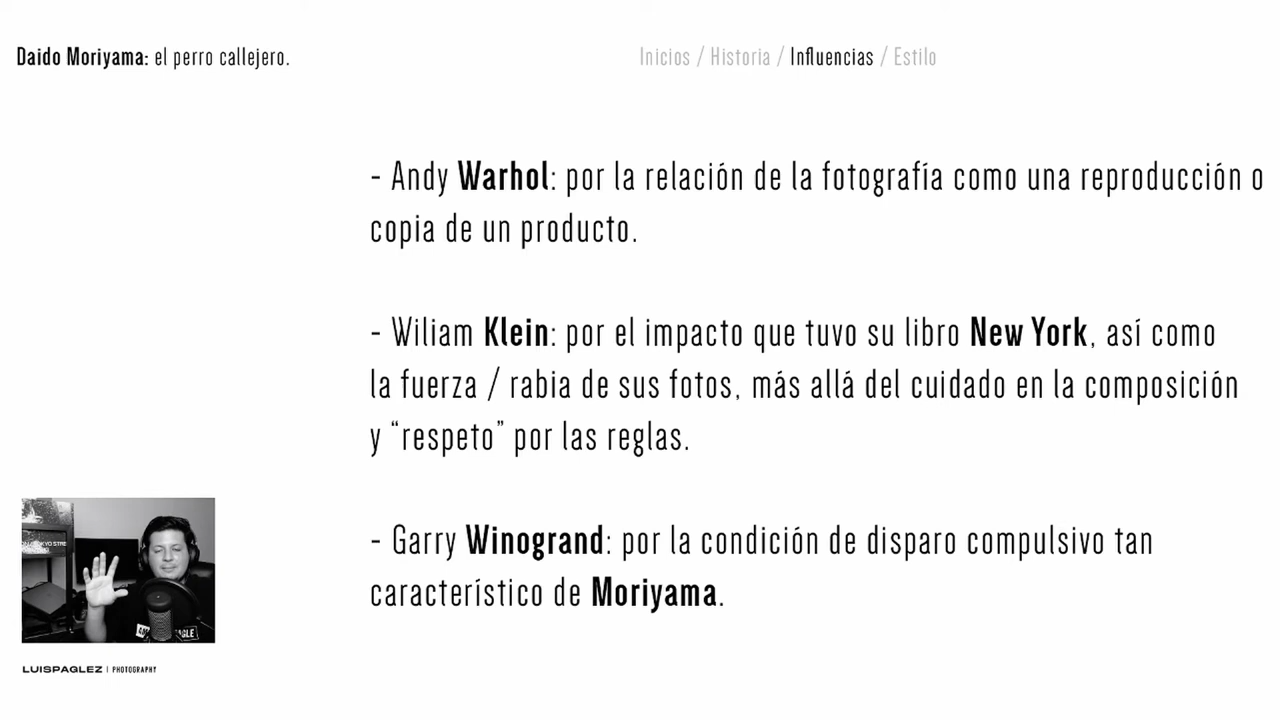 Daido Moriyama: el perro callejero.
Inicios / Historia / Influencias / Estilo
- Andy Warhol: por la relación de la fotografía como una reproducción o
copia de un producto.
- Wiliam Klein: por el impacto que tuvo su libro New York, así como
la fuerza / rabia de sus fotos, más allá del cuidado en la composición
y “respeto” por las reglas.
- Garry Winogrand: por la condición de disparo compulsivo tan
característico de Moriyama.
LUISPAGLEZ | PHOTOGRAPHY